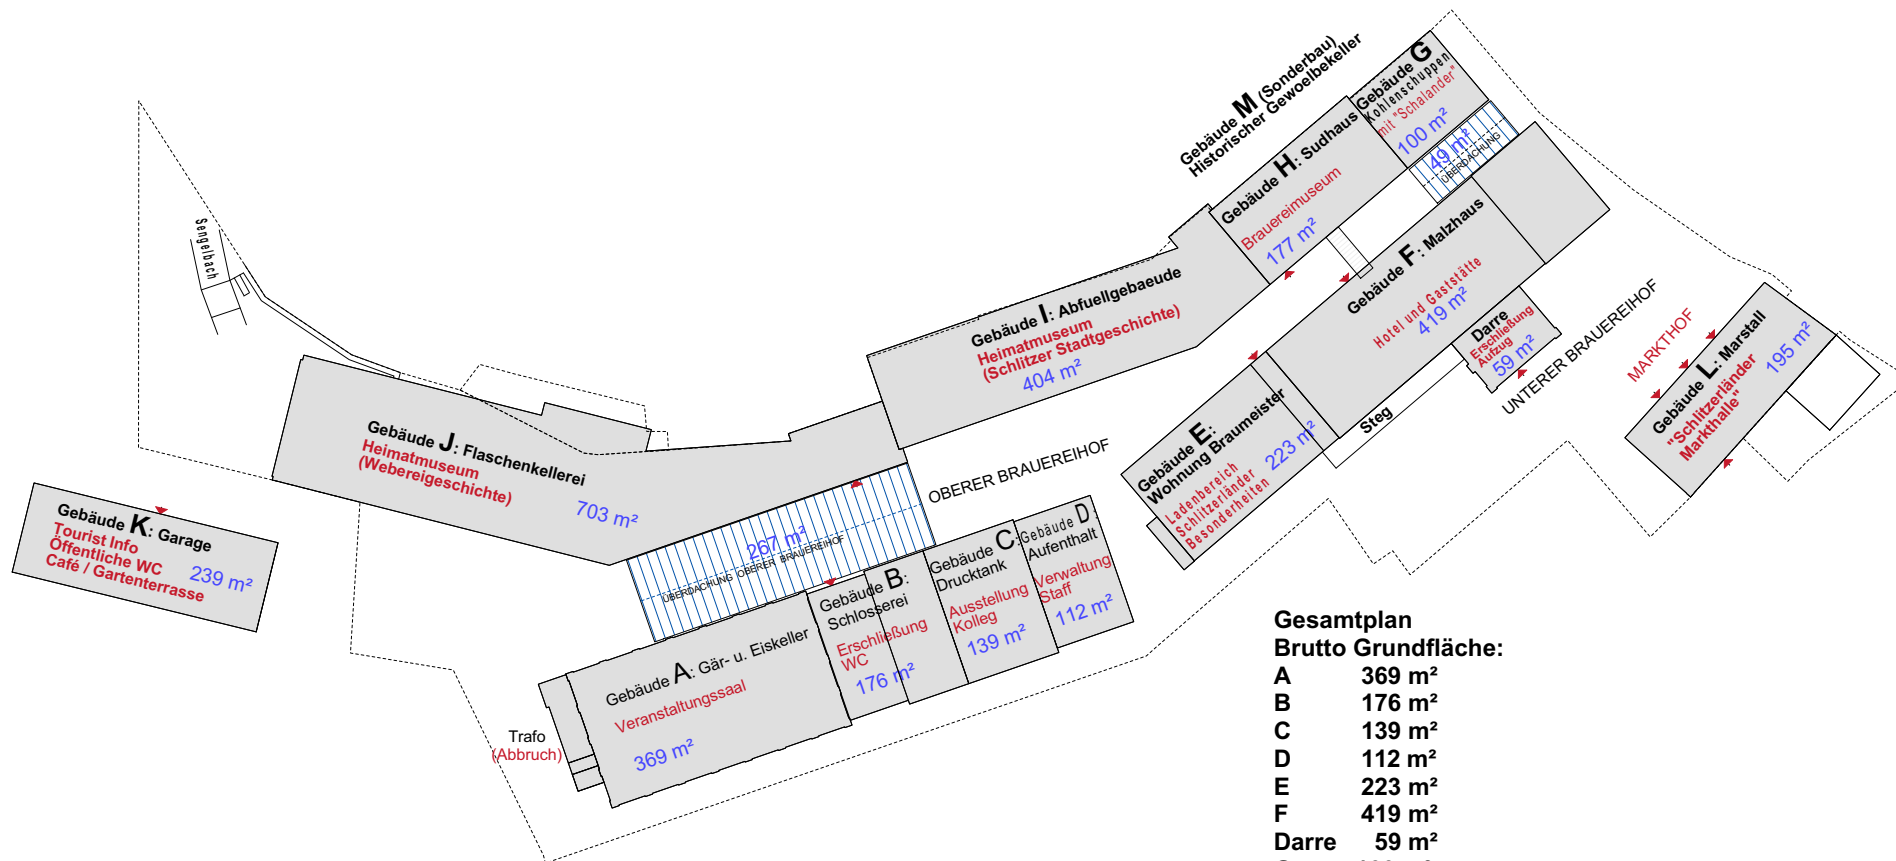 Gebäude M (Sonderbau)
Historischer Gewoelbekeller
Gebäude G
Kohlenschuppen
mit "Schalander"
100 m²
49 m²
ÜBERDACHUNG
Gebäude H: Sudhaus
Brauereimuseum
177 m²
Sengelbach
Gebäude F: Malzhaus
Hotel und Gaststätte
419 m²
Gebäude I: Abfuellgebaeude
Heimatmuseum
(Schlitzer Stadtgeschichte)
404 m²
Darre
Erschließung
Aufzug
59 m²
UNTERER BRAUEREIHOF
MARKTHOF
Gebäude L: Marstall
"Schlitzerländer
Markthalle"
195 m²
Steg
Gebäude E:
Wohnung Braumeister
Ladenbereich
Schlitzerländer
Besonderheiten
223 m²
Gebäude J: Flaschenkellerei
Heimatmuseum
(Webereigeschichte)
703 m²
OBERER BRAUEREIHOF
Gebäude K: Garage
Tourist Info
Öffentliche WC
Café / Gartenterrasse
239 m²
267 m²
ÜBERDACHUNG OBERER BRAUEREIHOF
Gebäude A: Gär- u. Eiskeller
Veranstaltungssaal
369 m²
Gebäude B:
Schlosserei
Erschließung
WC
176 m²
Gebäude C:
Drucktank
Ausstellung
Kolleg
139 m²
Gebäude D:
Aufenthalt
Verwaltung
Staff
112 m²
Trafo
(Abbruch)
Gesamtplan
Brutto Grundfläche:
A 369 m²
B 176 m²
C 139 m²
D 112 m²
E 223 m²
F 419 m²
Darre 59 m²